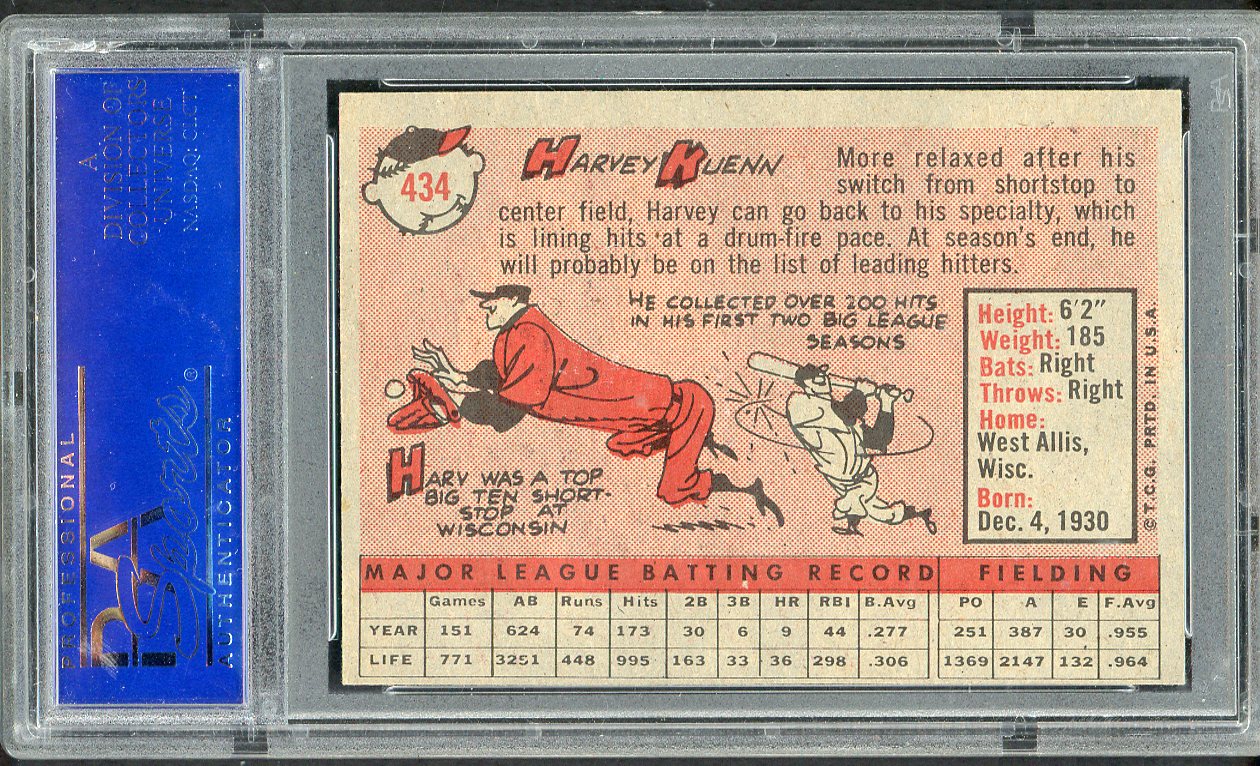 A
DIVISION OF
COLLECTORS
UNIVERSE
NASDAQ: CLCT
PROFESSIONAL
PSA
Sports
®
AUTHENTICATOR
434
HARVEY KUENN
More relaxed after his
switch from shortstop to
center field, Harvey can go back to his specialty, which
is lining hits at a drum-fire pace. At season's end, he
will probably be on the list of leading hitters.
HE COLLECTED OVER 200 HITS
IN HIS FIRST TWO BIG LEAGUE
SEASONS
HARV WAS A TOP
BIG TEN SHORT-
STOP AT
WISCONSIN
Height: 6'2"
Weight: 185
Bats: Right
Throws: Right
Home:
West Allis,
Wisc.
Born:
Dec. 4, 1930
© T.C.G. PRTD. IN U.S.A.
MAJOR LEAGUE BATTING RECORD FIELDING
Games AB Runs Hits 2B 3B HR RBI B.Avg PO A E F.Avg
YEAR 151 624 74 173 30 6 9 44 .277 251 387 30 .955
LIFE 771 3251 448 995 163 33 36 298 .306 1369 2147 132 .964